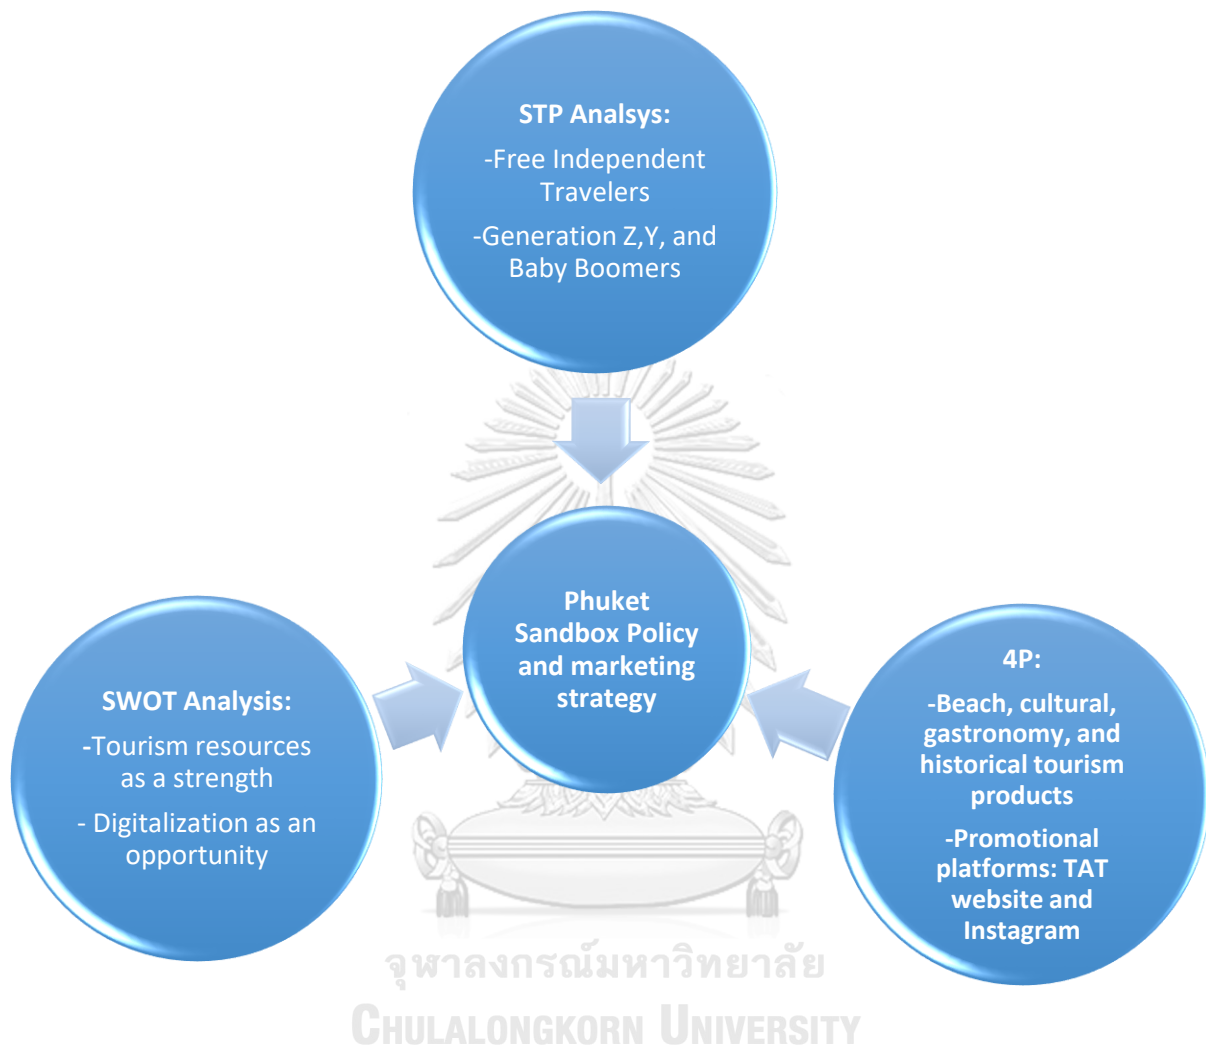 STP Analsys:
-Free Independent
Travelers
-Generation Z,Y, and
Baby Boomers
Phuket
Sandbox Policy
and marketing
strategy
SWOT Analysis:
-Tourism resources
as a strength
- Digitalization as an
opportunity
4P:
-Beach, cultural,
gastronomy, and
historical tourism
products
-Promotional
platforms: TAT
website and
Instagram
จุฬาลงกรณ์มหาวิทยาลัย
CHULALONGKORN UNIVERSITY